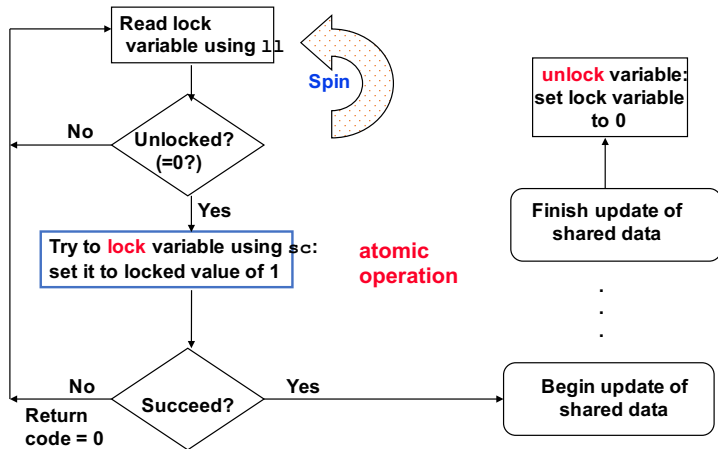 Read lock
variable using ll
Spin
No
Unlocked?
(=0?)
Yes
Try to lock variable using sc:
set it to locked value of 1
atomic
operation
No
Succeed?
Yes
Return
code = 0
unlock variable:
set lock variable
to 0
Finish update of
shared data
.
.
.
Begin update of
shared data